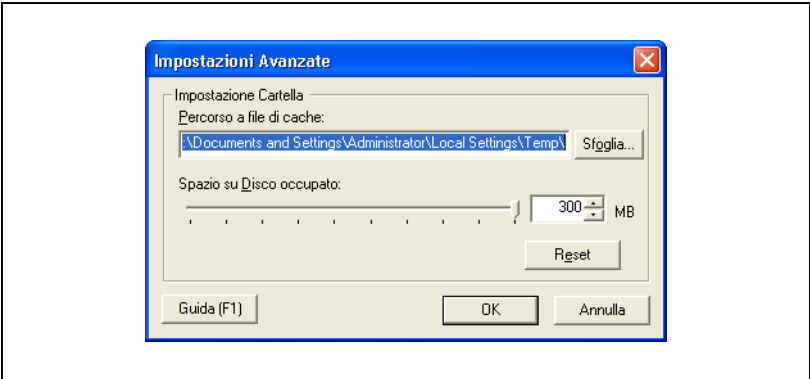 Impostazioni Avanzate
Impostazione Cartella
Percorso a file di cache:
:\Documents and Settings\Administrator\Local Settings\Temp\
Sfoglia...
Spazio su Disco occupato:
300 MB
Reset
Guida (F1) OK Annulla